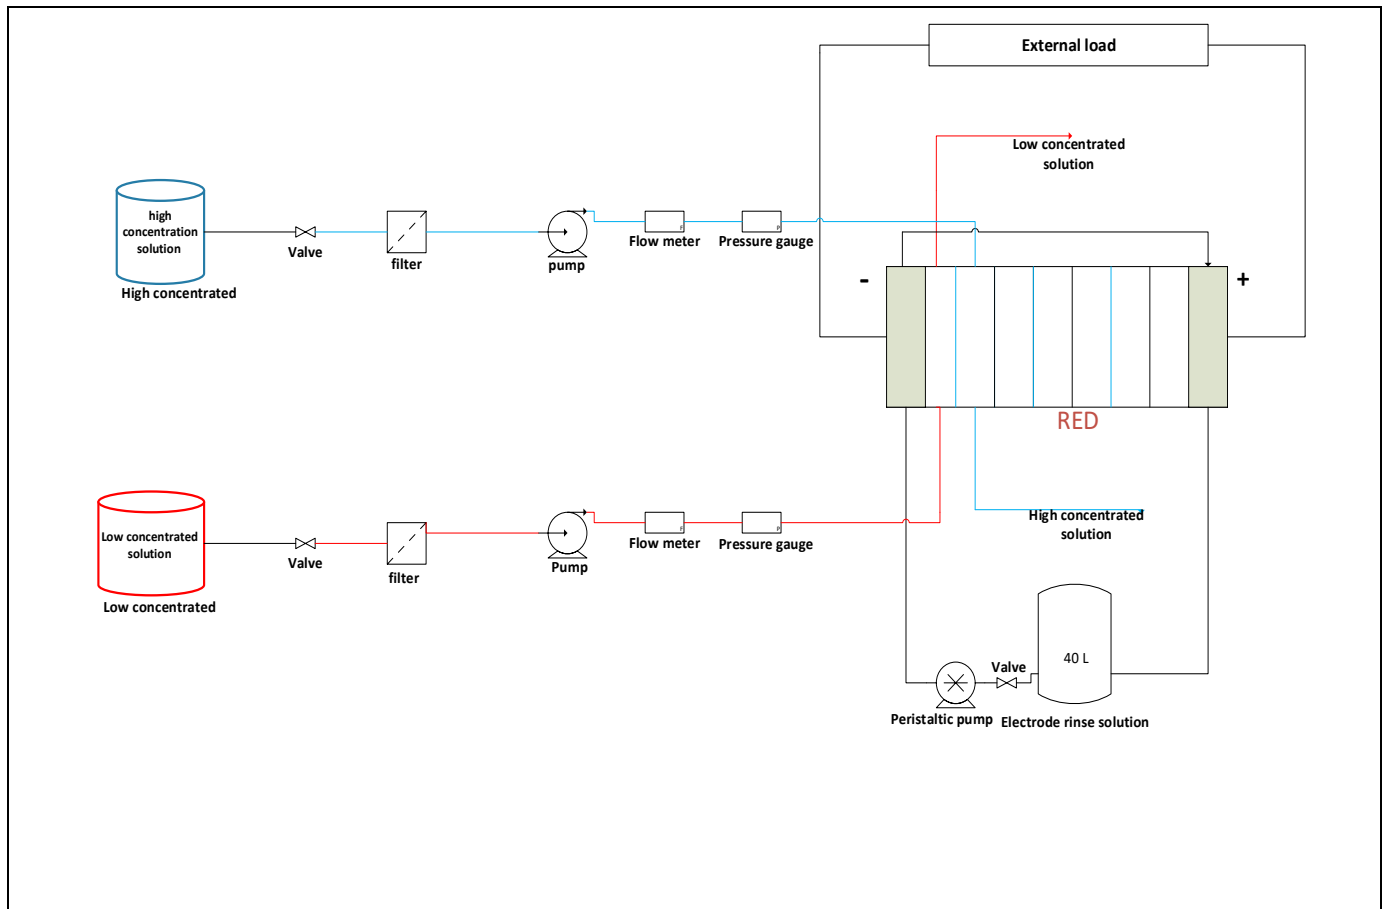 External load
Low concentrated
solution
high
concentration
solution
High concentrated
Valve
filter
pump
Flow meter
F
Pressure gauge
P
-
+
RED
Low concentrated
solution
Low concentrated
Valve
filter
Pump
Flow meter
F
Pressure gauge
P
High concentrated
solution
40 L
Valve
Peristaltic pump
Electrode rinse solution